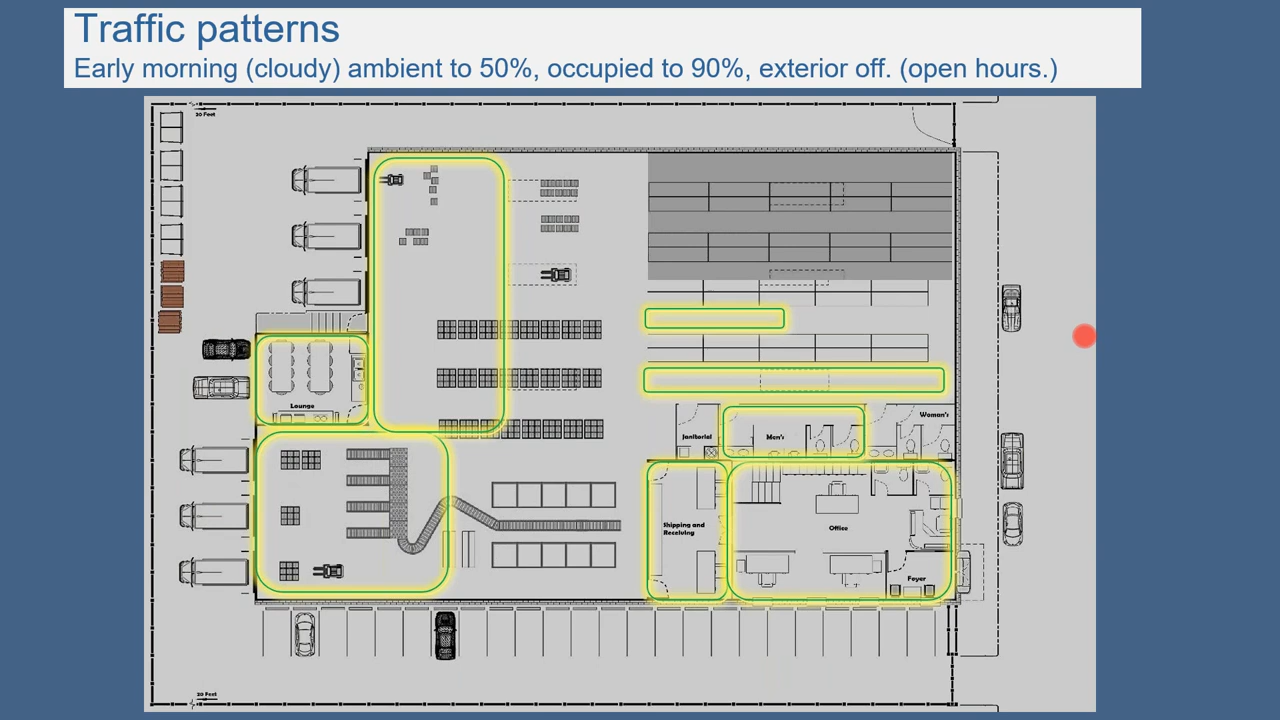 Traffic patterns
Early morning (cloudy) ambient to 50%, occupied to 90%, exterior off. (open hours.)
20 Feet
Lounge
Janitorial
Men's
Woman's
Shipping and
Receiving
Office
Foyer
20 Feet